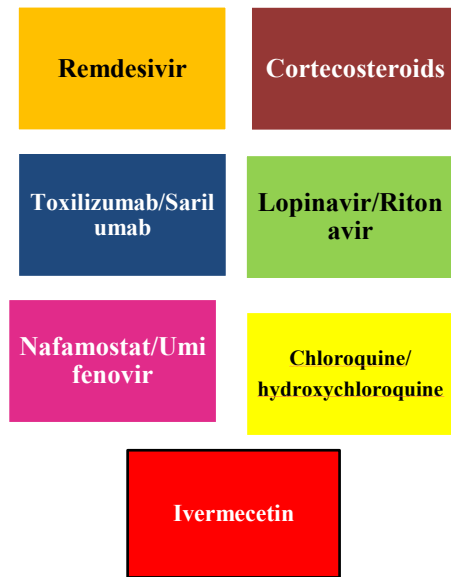 Remdesivir
Cortecosteroids
Toxilizumab/Saril
umab
Lopinavir/Riton
avir
Nafamostat/Umi
fenovir
Chloroquine/
hydroxychloroquine
Ivermecetin